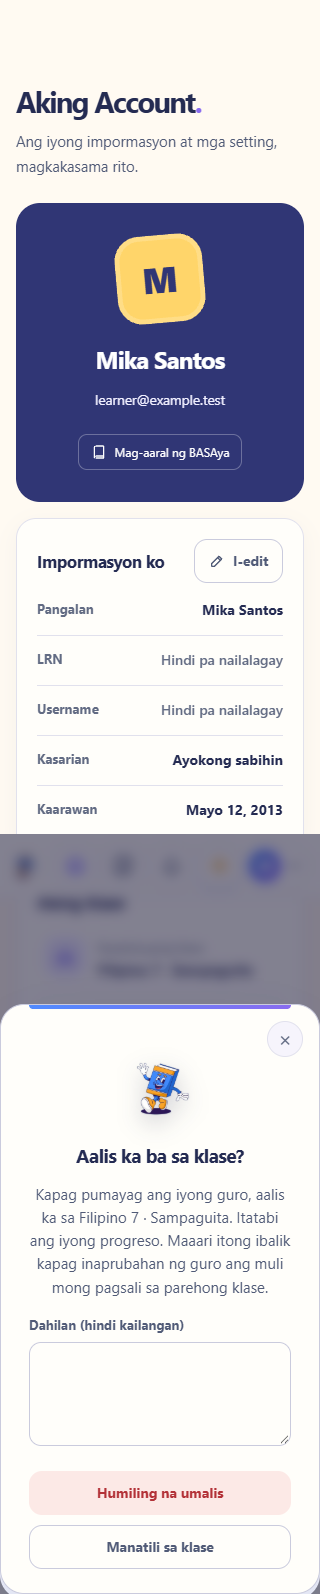 Aking Account.
Ang iyong impormasyon at mga setting,
magkakasama rito.
M
Mika Santos
learner@example.test
Mag-aaral ng BASAya
Impormasyon ko
I-edit
Pangalan Mika Santos
LRN Hindi pa nailalagay
Username Hindi pa nailalagay
Kasarian Ayokong sabihin
Kaarawan Mayo 12, 2013
Aalis ka ba sa klase?
Kapag pumayag ang iyong guro, aalis
ka sa Filipino 7 · Sampaguita. Itatabi
ang iyong progreso. Maaari itong ibalik
kapag inaprubahan ng guro ang muli
mong pagsali sa parehong klase.
Dahilan (hindi kailangan)
Humiling na umalis
Manatili sa klase